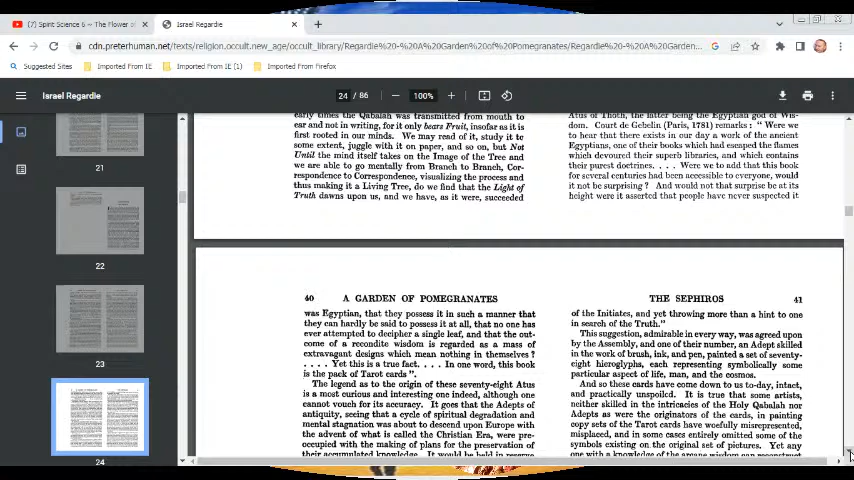 (7) Spirit Science 6 ~ The Flower of
Israel Regardie
cdn.preterhuman.net/texts/religion.occult.new_age/occult_library/Regardie%20-%20A%20Garden%20of%20Pomegranates/Regardie%20-%20A%20Garden...
Suggested Sites
Imported From IE
Imported From IE (1)
Imported From Firefox
Israel Regardie
24 / 86
100%
21
22
23
24
early times the Qabalah was transmitted from mouth to
ear and not in writing, for it only bears Fruit, insofar as it is
first rooted in our minds. We may read of it, study it to
some extent, juggle with it on paper, and so on, but Not
Until the mind itself takes on the Image of the Tree and
we are able to go mentally from Branch to Branch, Cor-
respondence to Correspondence, visualizing the process and
thus making it a Living Tree, do we find that the Light of
Truth dawns upon us, and we have, as it were, succeeded
Atus of Thoth, the latter being the Egyptian god of Wis-
dom. Court de Gebelin (Paris, 1781) remarks : " Were we
to hear that there exists in our day a work of the ancient
Egyptians, one of their books which had escaped the flames
which devoured their superb libraries, and which contains
their purest doctrines. . . . Were we to add that this book
for several centuries had been accessible to everyone, would
it not be surprising ? And would not that surprise be at its
height were it asserted that people have never suspected it
40 A GARDEN OF POMEGRANATES
was Egyptian, that they possess it in such a manner that
they can hardly be said to possess it at all, that no one has
ever attempted to decipher a single leaf, and that the out-
come of a recondite wisdom is regarded as a mass of
extravagant designs which mean nothing in themselves ?
. . . . Yet this is a true fact. . . . In one word, this book
is the pack of Tarot cards ".
The legend as to the origin of these seventy-eight Atus
is a most curious and interesting one indeed, although one
cannot vouch for its accuracy. It goes that the Adepts of
antiquity, seeing that a cycle of spiritual degradation and
mental stagnation was about to descend upon Europe with
the advent of what is called the Christian Era, were pre-
occupied with the making of plans for the preservation of
their accumulated knowledge. It would be held in reserve
THE SEPHIROS 41
of the Initiates, and yet throwing more than a hint to one
in search of the Truth."
This suggestion, admirable in every way, was agreed upon
by the Assembly, and one of their number, an Adept skilled
in the work of brush, ink, and pen, painted a set of seventy-
eight hieroglyphs, each representing symbolically some
particular aspect of life, man, and the cosmos.
And so these cards have come down to us to-day, intact,
and practically unspoiled. It is true that some artists,
neither skilled in the intricacies of the Holy Qabalah nor
Adepts as were the originators of the cards, in painting
copy sets of the Tarot cards have woefully misrepresented,
misplaced, and in some cases entirely omitted some of the
symbols existing on the original set of pictures. Yet any
one with a knowledge of the arcane wisdom can reconstruct